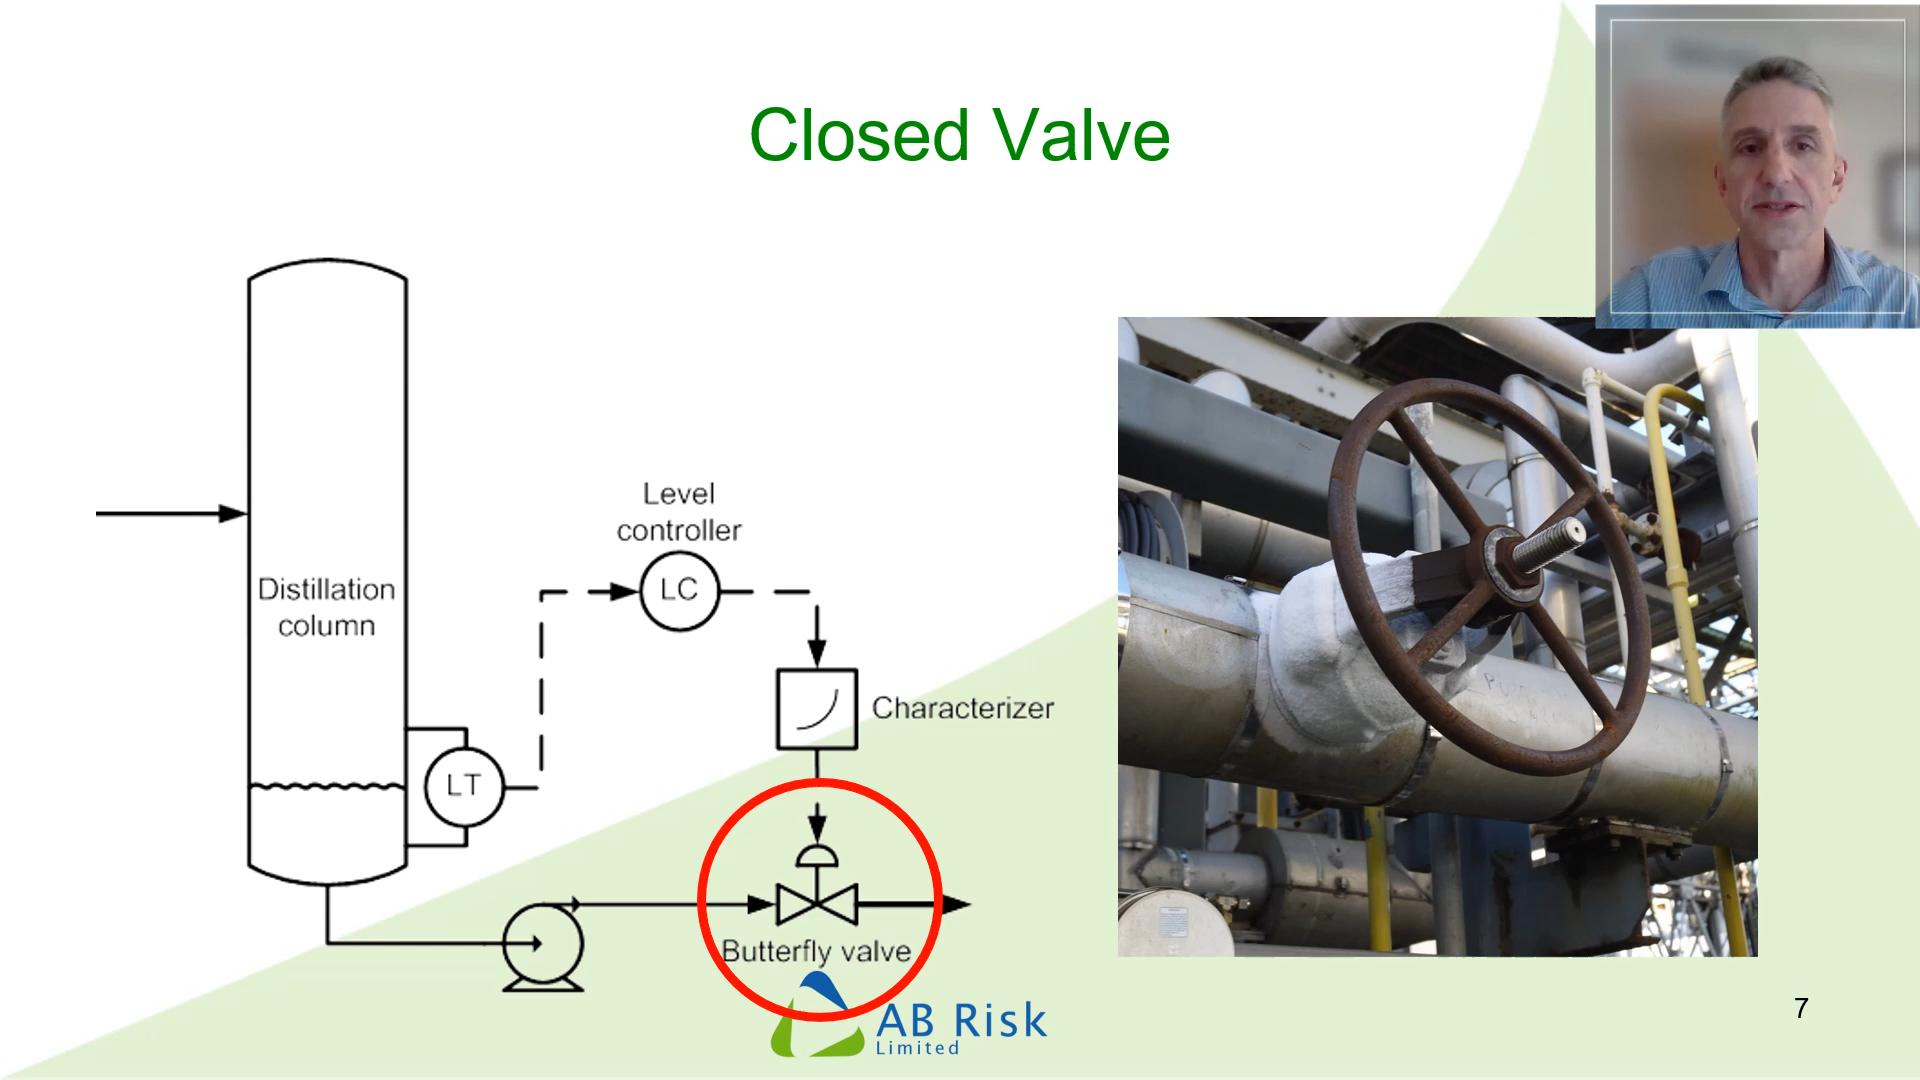 Closed Valve
Level
controller
LC
Distillation
column
Characterizer
LT
Butterfly valve
AB Risk
Limited
7